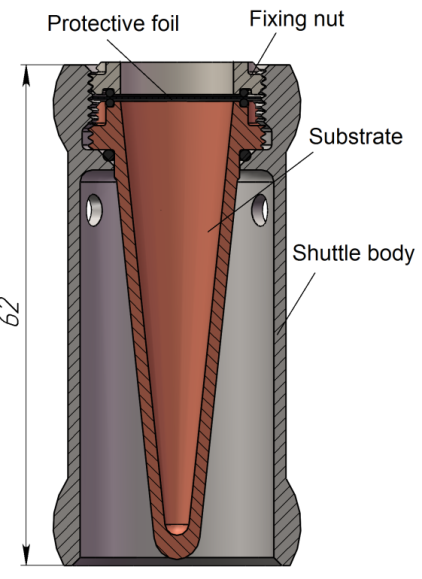 Protective foil
Fixing nut
Substrate
Shuttle body
62